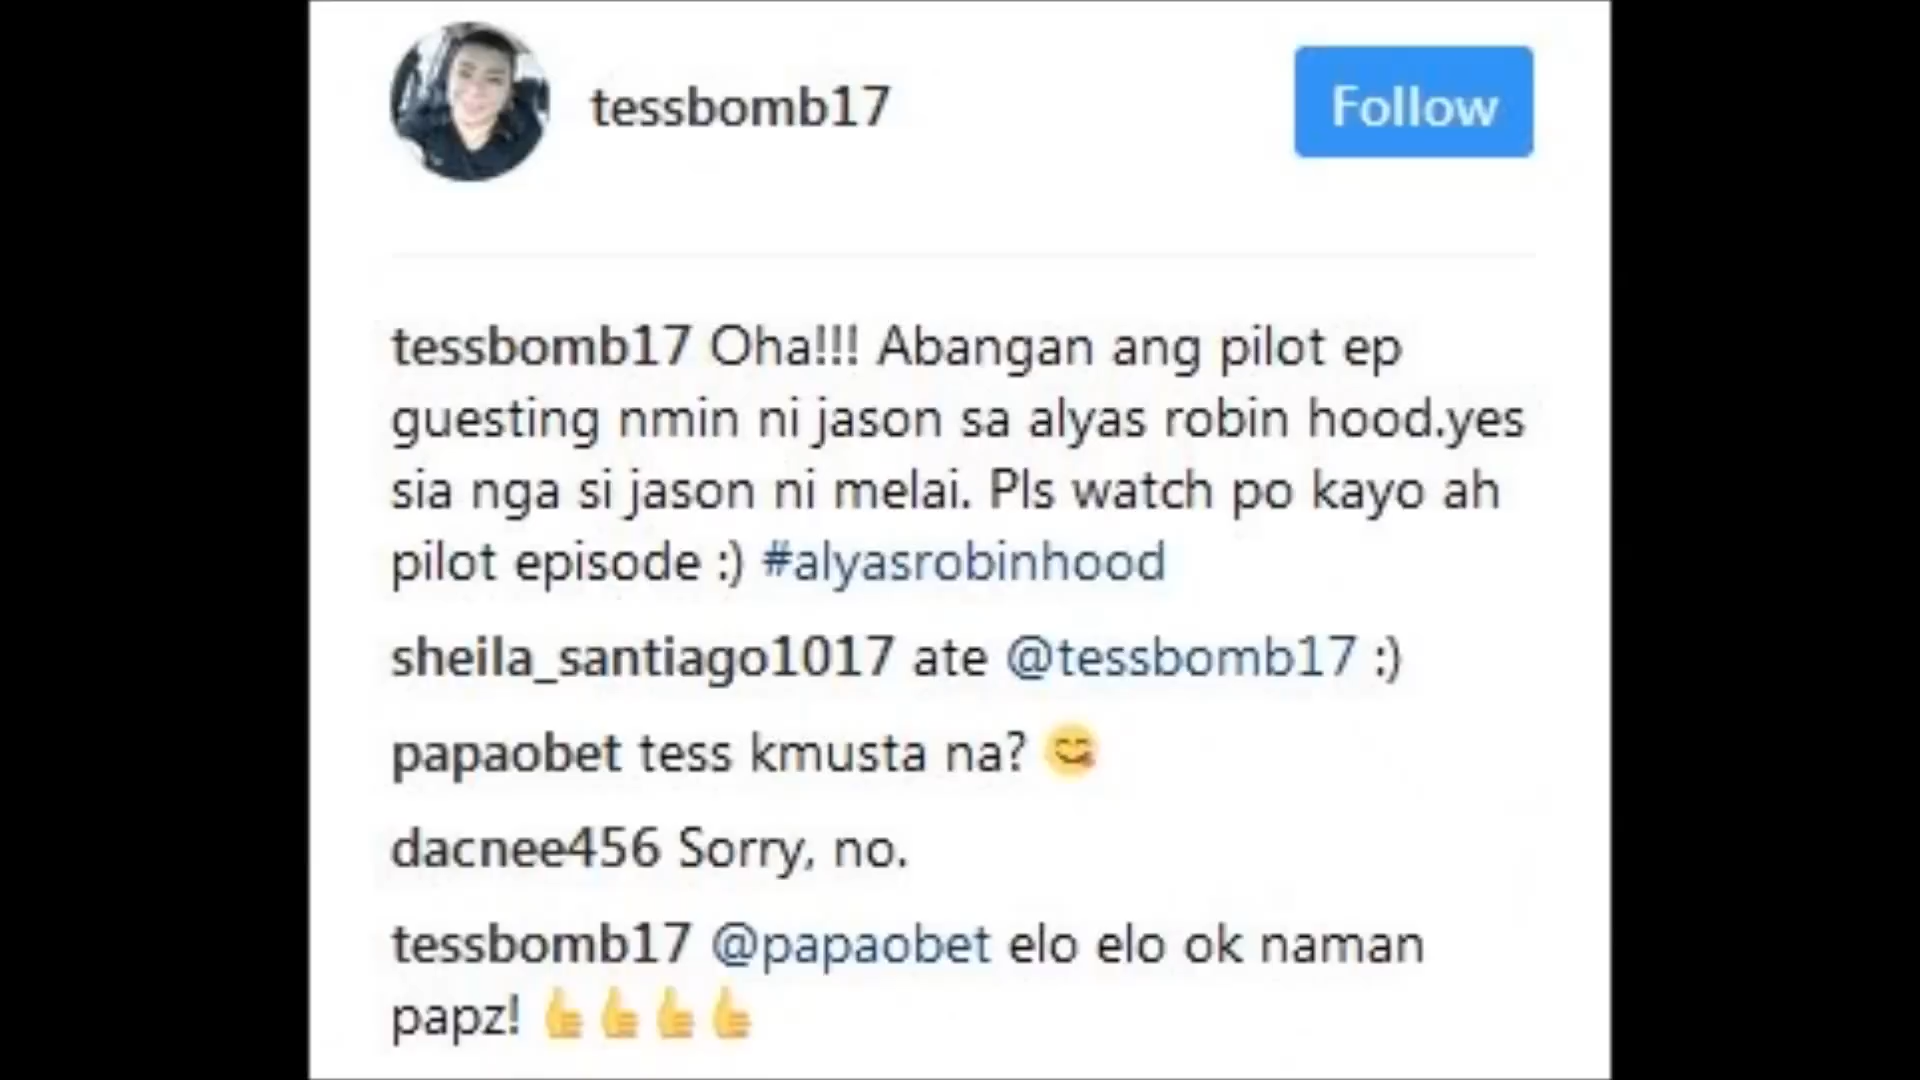 tessbomb17
Follow
tessbomb17 Oha!!! Abangan ang pilot ep
guesting nmin ni jason sa alyas robin hood.yes
sia nga si jason ni melai. Pls watch po kayo ah
pilot episode :) #alyasrobinhood
sheila_santiago1017 ate @tessbomb17 :)
papaobet tess kmusta na? 😋
dacnee456 Sorry, no.
tessbomb17 @papaobet elo elo ok naman
papz! 👍👍👍👍